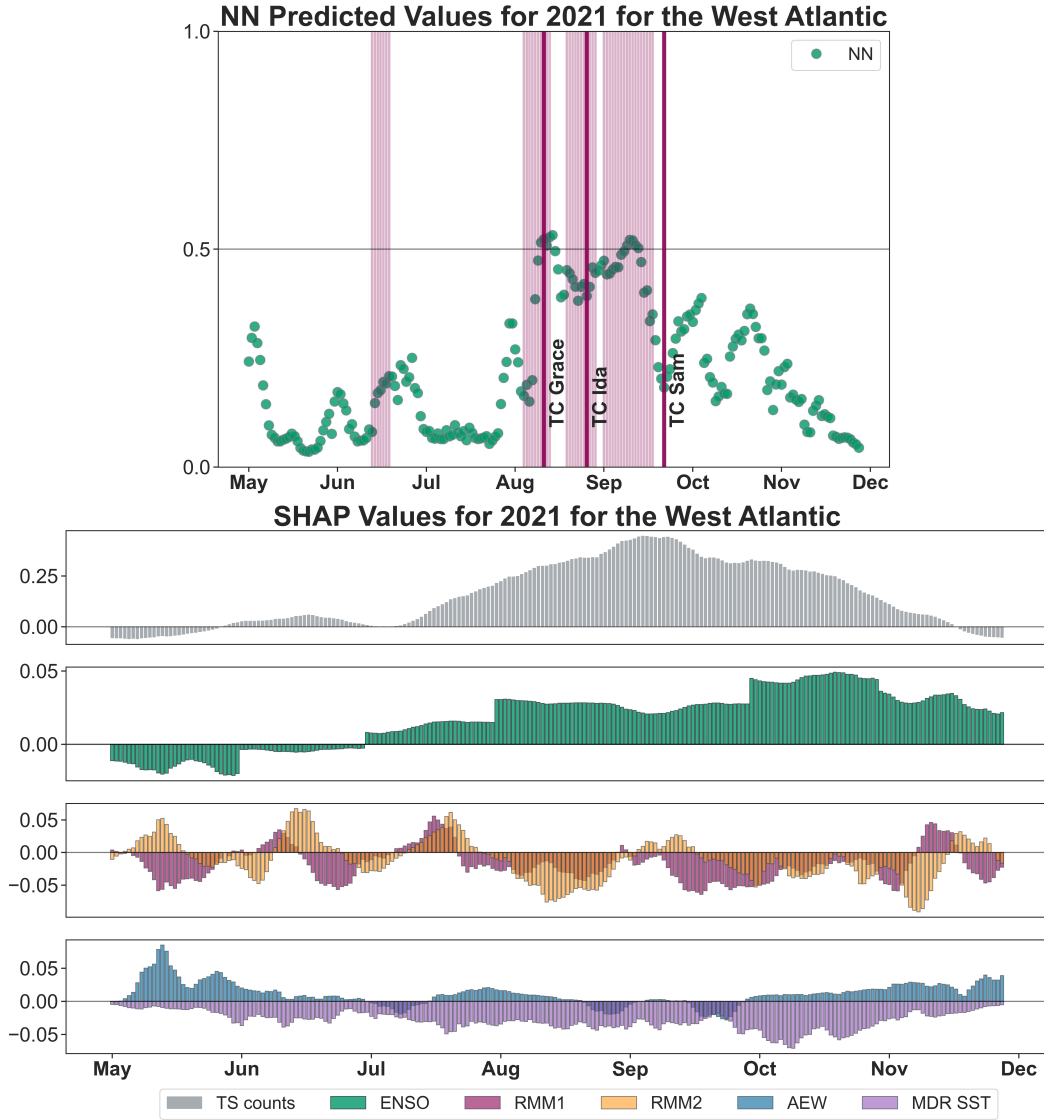 NN Predicted Values for 2021 for the West Atlantic
1.0
NN
0.5
TC Grace
TC Ida
TC Sam
0.0
May Jun Jul Aug Sep Oct Nov Dec
SHAP Values for 2021 for the West Atlantic
0.25
0.00
0.05
0.00
0.05
0.00
−0.05
0.05
0.00
−0.05
May Jun Jul Aug Sep Oct Nov Dec
TS counts ENSO RMM1 RMM2 AEW MDR SST